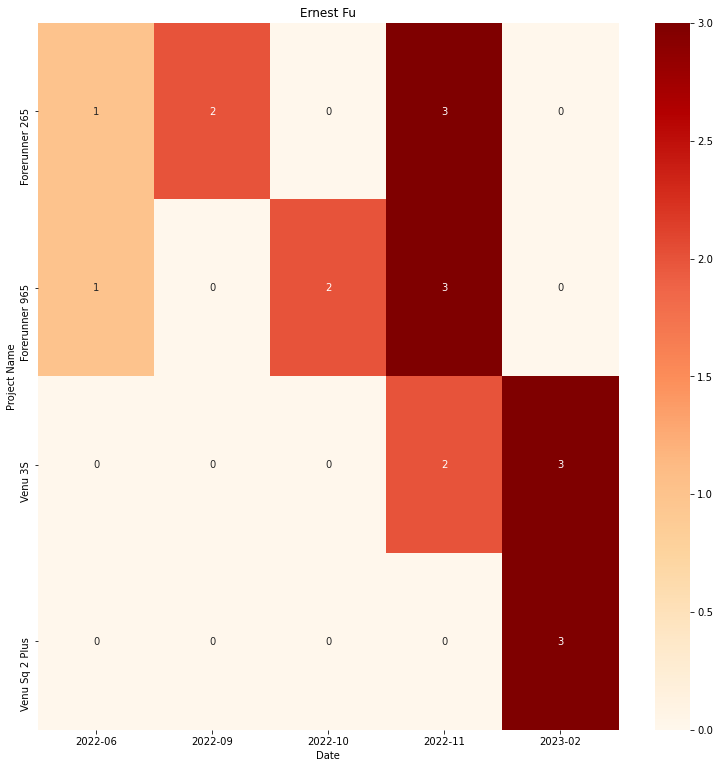 Ernest Fu
Project Name
Forerunner 265
1 2 0 3 0
Forerunner 965
1 0 2 3 0
Venu 3S
0 0 0 2 3
Venu Sq 2 Plus
0 0 0 0 3
2022-06 2022-09 2022-10 2022-11 2023-02
Date
3.0
2.5
2.0
1.5
1.0
0.5
0.0